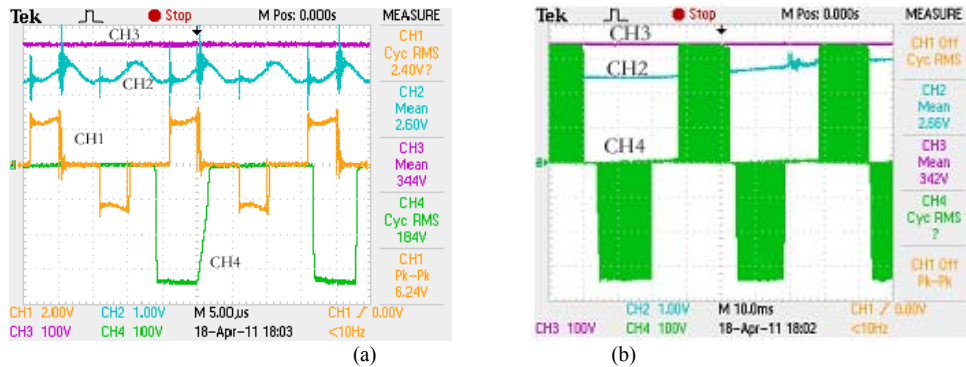 Tek Stop M Pos: 0.000s MEASURE
CH3
CH1
Cyc RMS
2.40V?
CH2
CH2
Mean
2.60V
CH1
CH3
Mean
344V
CH4
Cyc RMS
184V
CH4
CH1
Pk-Pk
6.24V
CH1 2.00V CH2 1.00V M 5.00µs CH1 / 0.00V
CH3 100V CH4 100V 18-Apr-11 18:03 <10Hz
(a)
Tek Stop M Pos: 0.000s MEASURE
CH3
CH1 Off
Cyc RMS
CH2
CH2
Mean
2.66V
CH4
CH3
Mean
342V
CH4
Cyc RMS
?
CH1 Off
Pk-Pk
CH2 1.00V M 10.0ms CH1 / 0.00V
CH3 100V CH4 100V 18-Apr-11 18:02 <10Hz
(b)